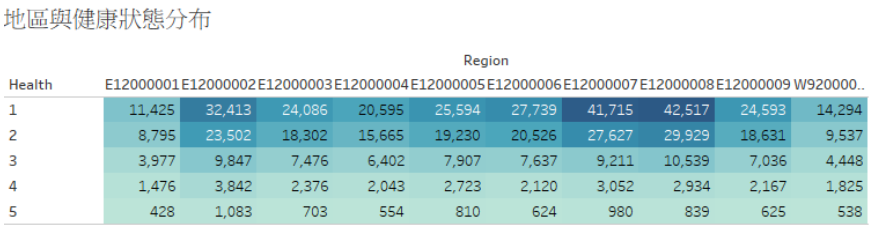 地區與健康狀態分布
Region
Health E12000001 E12000002 E12000003 E12000004 E12000005 E12000006 E12000007 E12000008 E12000009 W920000..
1 11,425 32,413 24,086 20,595 25,594 27,739 41,715 42,517 24,593 14,294
2 8,795 23,502 18,302 15,665 19,230 20,526 27,627 29,929 18,631 9,537
3 3,977 9,847 7,476 6,402 7,907 7,637 9,211 10,539 7,036 4,448
4 1,476 3,842 2,376 2,043 2,723 2,120 3,052 2,934 2,167 1,825
5 428 1,083 703 554 810 624 980 839 625 538